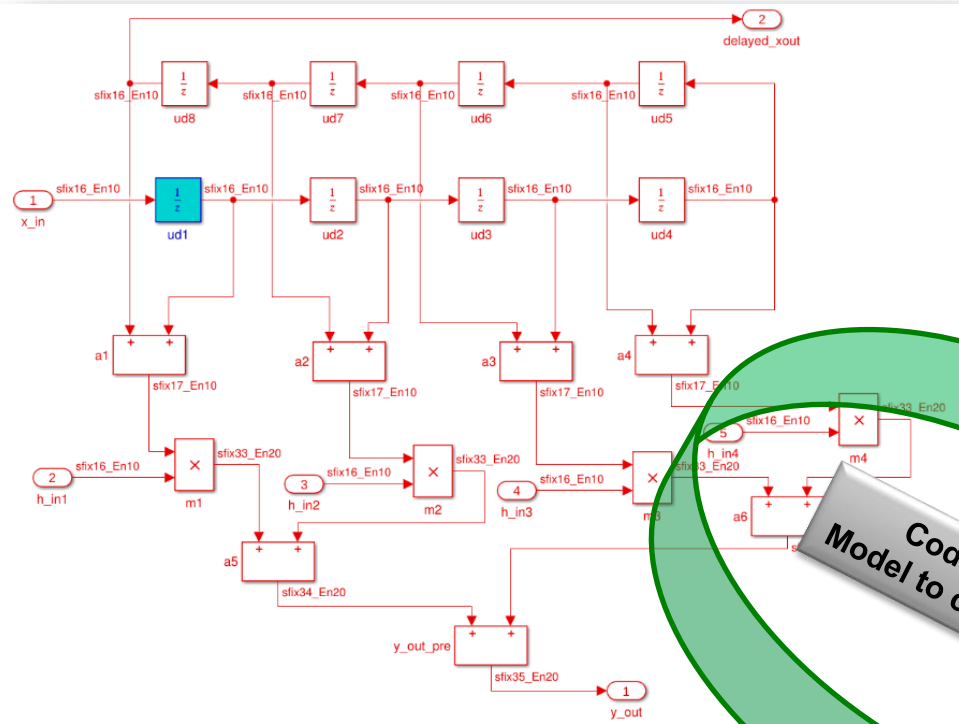 2
delayed_xout
1
z
1
z
1
z
1
z
sfix16_En10
sfix16_En10
sfix16_En10
sfix16_En10
ud8
ud7
ud6
ud5
1
sfix16_En10
1
z
sfix16_En10
1
z
sfix16_En10
1
z
sfix16_En10
1
z
sfix16_En10
x_in
ud1
ud2
ud3
ud4
a1
+
+
a2
+
+
a3
+
+
a4
+
+
sfix17_En10
sfix17_En10
sfix17_En10
sfix17_En10
sfix33_En20
5
sfix16_En10
×
h_in4
m4
2
sfix16_En10
×
sfix33_En20
h_in1
m1
3
sfix16_En10
×
sfix33_En20
h_in2
m2
4
sfix16_En10
×
sfix33_En20
h_in3
m3
a6
+
+
a5
+
+
sfix34_En20
Cod
Model to
y_out_pre
+
+
sfix35_En20
1
y_out